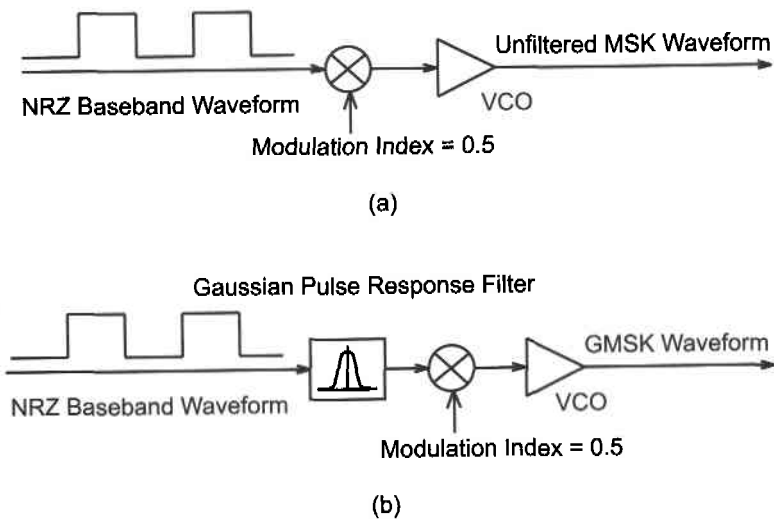 Unfiltered MSK Waveform
NRZ Baseband Waveform
VCO
Modulation Index = 0.5
(a)
Gaussian Pulse Response Filter
GMSK Waveform
NRZ Baseband Waveform
VCO
Modulation Index = 0.5
(b)